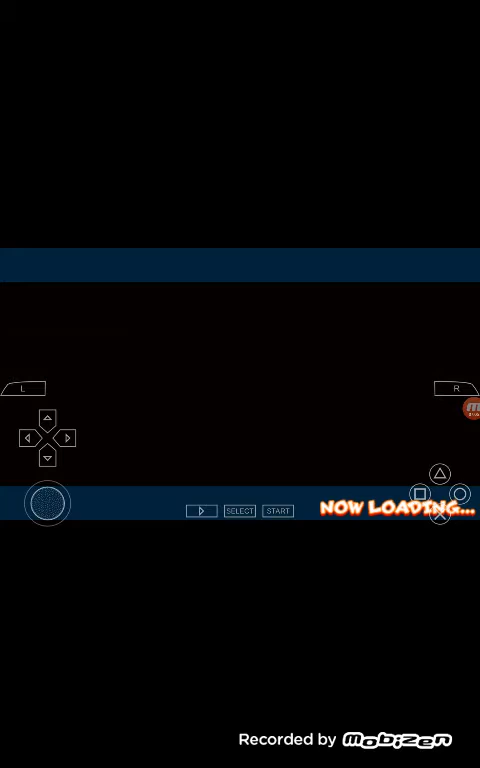 L
R
SELECT
START
NOW LOADING...
Recorded by Mobizen